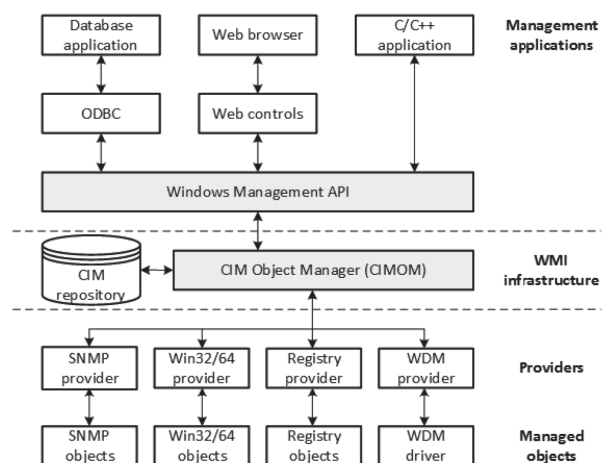 Database
application
Web browser
C/C++
application
Management
applications
ODBC
Web controls
Windows Management API
CIM
repository
CIM Object Manager (CIMOM)
WMI
infrastructure
SNMP
provider
Win32/64
provider
Registry
provider
WDM
provider
Providers
SNMP
objects
Win32/64
objects
Registry
objects
WDM
driver
Managed
objects